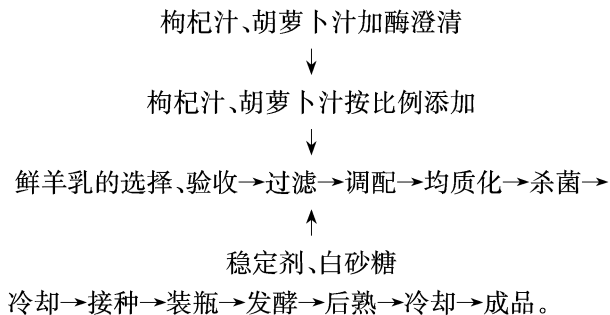 枸杞汁、胡萝卜汁加酶澄清
↓
枸杞汁、胡萝卜汁按比例添加
↓
鲜羊乳的选择、验收→过滤→调配→均质化→杀菌→
↑
稳定剂、白砂糖
冷却→接种→装瓶→发酵→后熟→冷却→成品。